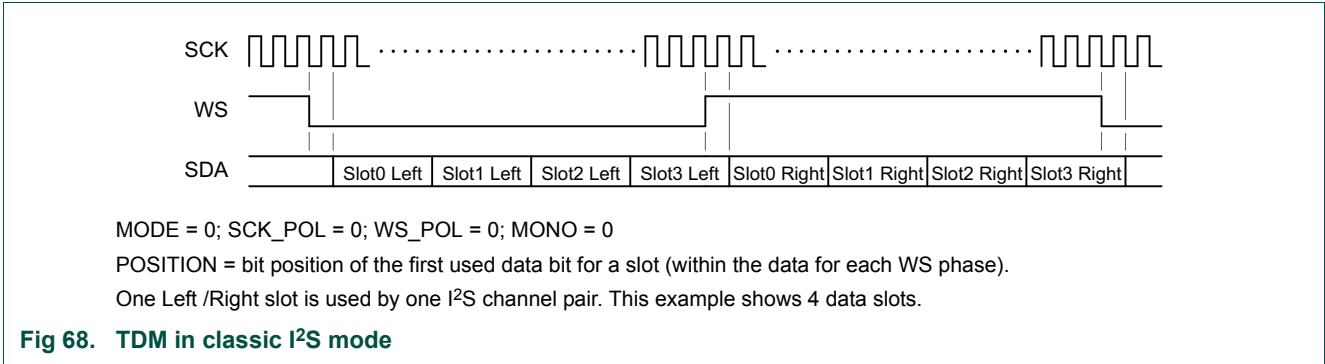 SCK
WS
SDA
Slot0 Left Slot1 Left Slot2 Left Slot3 Left Slot0 Right Slot1 Right Slot2 Right Slot3 Right
MODE = 0; SCK_POL = 0; WS_POL = 0; MONO = 0
POSITION = bit position of the first used data bit for a slot (within the data for each WS phase).
One Left /Right slot is used by one I²S channel pair. This example shows 4 data slots.
Fig 68. TDM in classic I²S mode